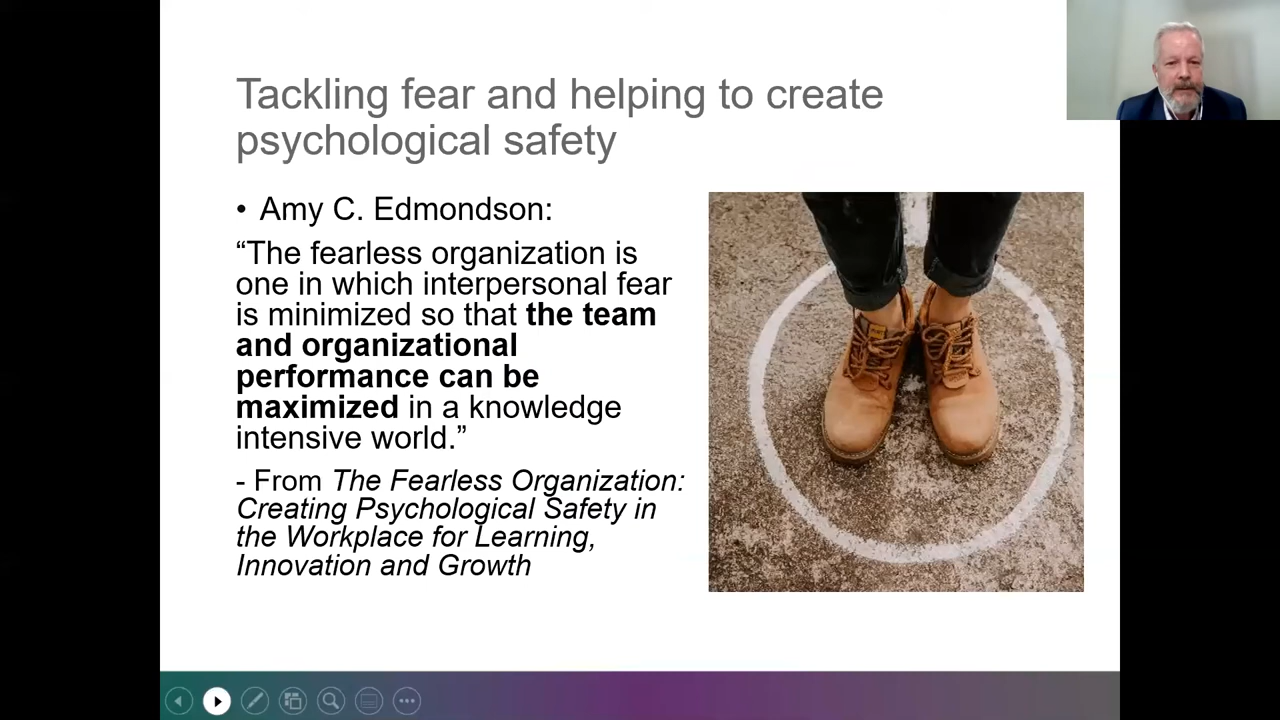 Tackling fear and helping to create
psychological safety
• Amy C. Edmondson:
“The fearless organization is
one in which interpersonal fear
is minimized so that the team
and organizational
performance can be
maximized in a knowledge
intensive world.”
- From The Fearless Organization:
Creating Psychological Safety in
the Workplace for Learning,
Innovation and Growth